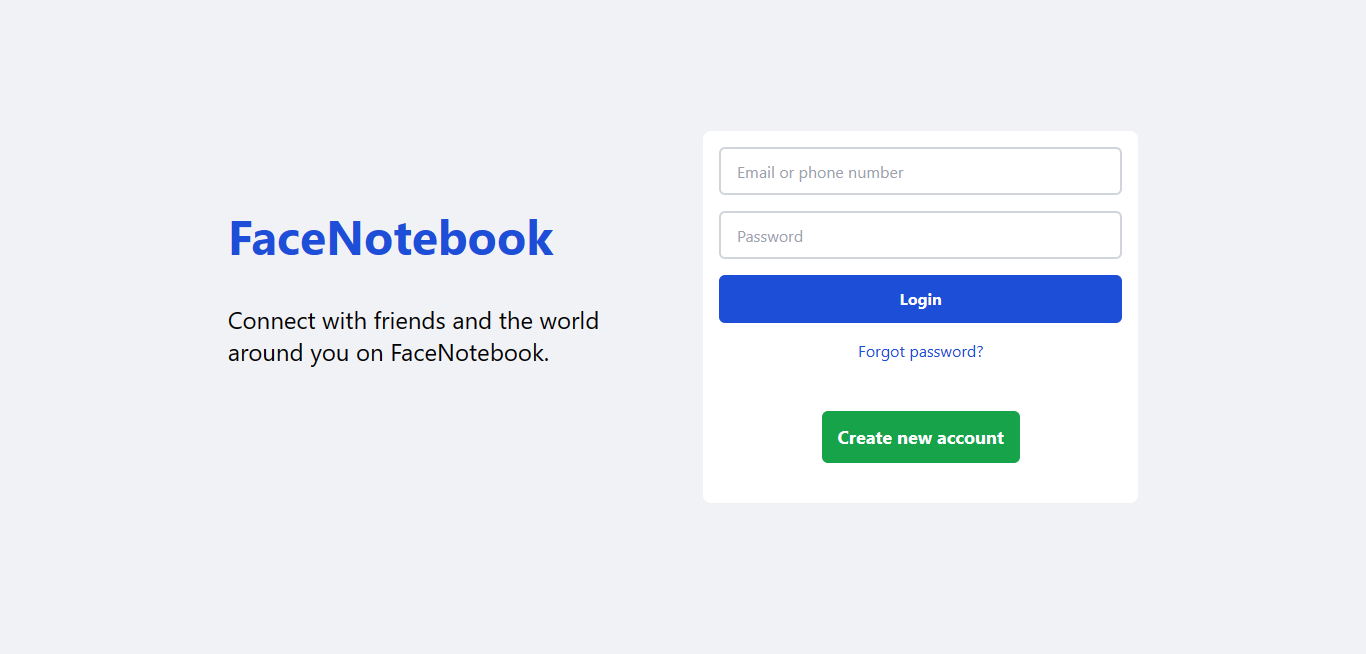 FaceNotebook
Connect with friends and the world
around you on FaceNotebook.
Email or phone number
Password
Login
Forgot password?
Create new account